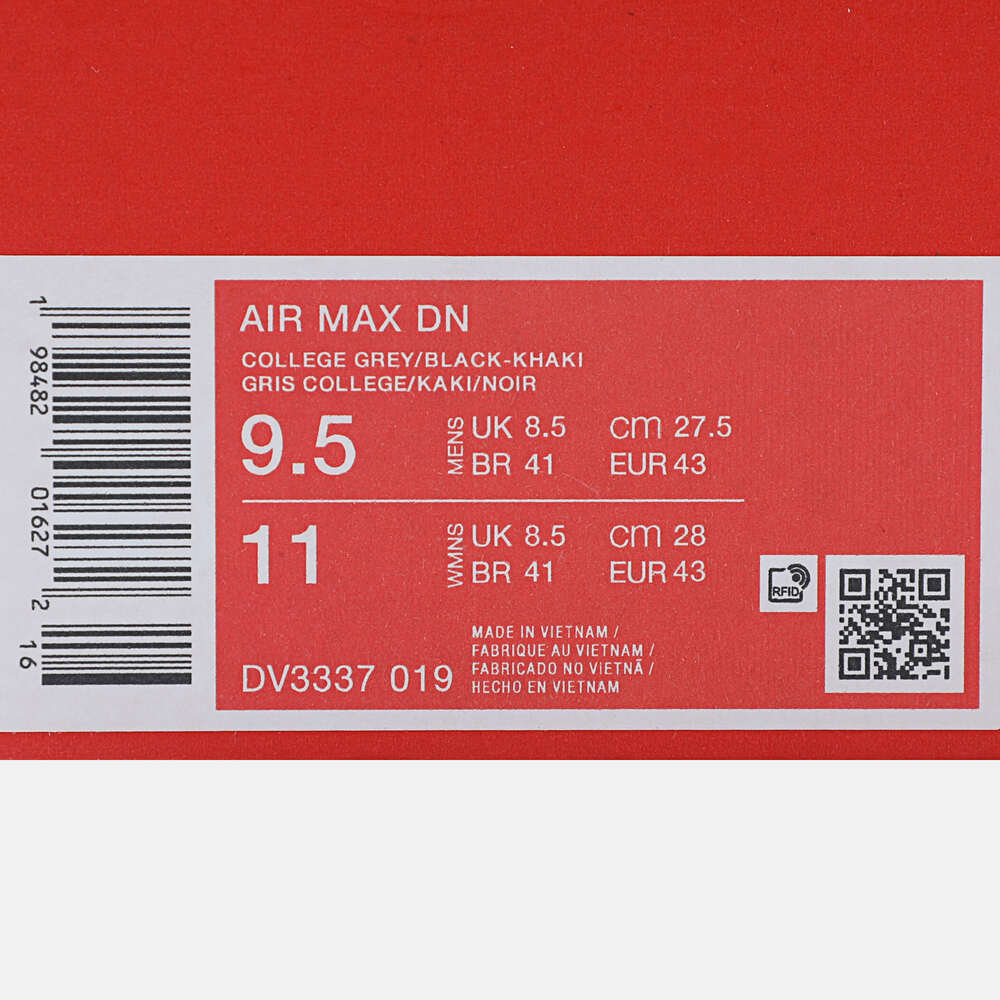 1 98482 01627 2 16
AIR MAX DN
COLLEGE GREY/BLACK-KHAKI
GRIS COLLEGE/KAKI/NOIR
9.5 MENS UK 8.5 cm 27.5
BR 41 EUR 43
11 WMNS UK 8.5 cm 28
BR 41 EUR 43
RFID
MADE IN VIETNAM /
FABRIQUE AU VIETNAM /
FABRICADO NO VIETNÃ /
HECHO EN VIETNAM
DV3337 019